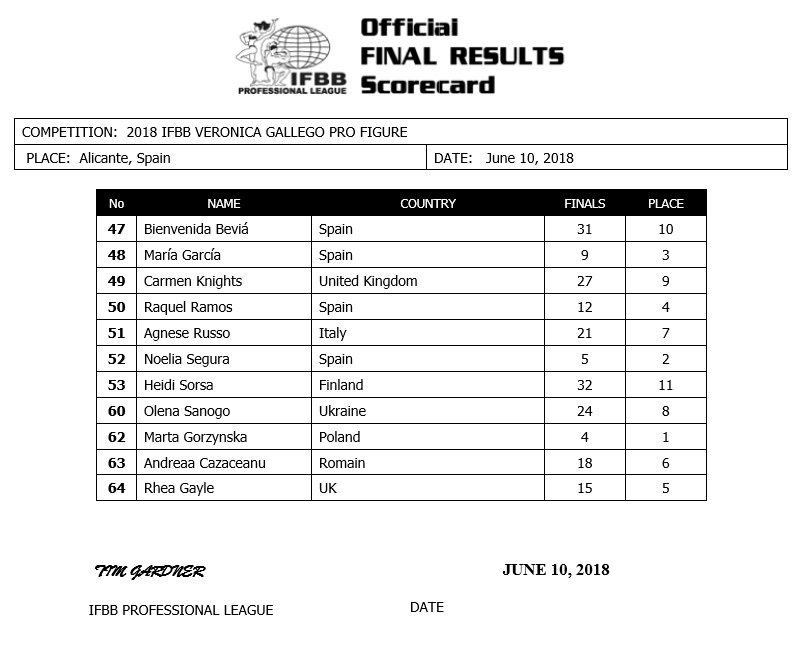 Official
FINAL RESULTS
Scorecard
IFBB
PROFESSIONAL LEAGUE
COMPETITION: 2018 IFBB VERONICA GALLEGO PRO FIGURE
PLACE: Alicante, Spain DATE: June 10, 2018
No NAME COUNTRY FINALS PLACE
47 Bienvenida Beviá Spain 31 10
48 María García Spain 9 3
49 Carmen Knights United Kingdom 27 9
50 Raquel Ramos Spain 12 4
51 Agnese Russo Italy 21 7
52 Noelia Segura Spain 5 2
53 Heidi Sorsa Finland 32 11
60 Olena Sanogo Ukraine 24 8
62 Marta Gorzynska Poland 4 1
63 Andreaa Cazaceanu Romain 18 6
64 Rhea Gayle UK 15 5
TIM GARDNER JUNE 10, 2018
IFBB PROFESSIONAL LEAGUE DATE